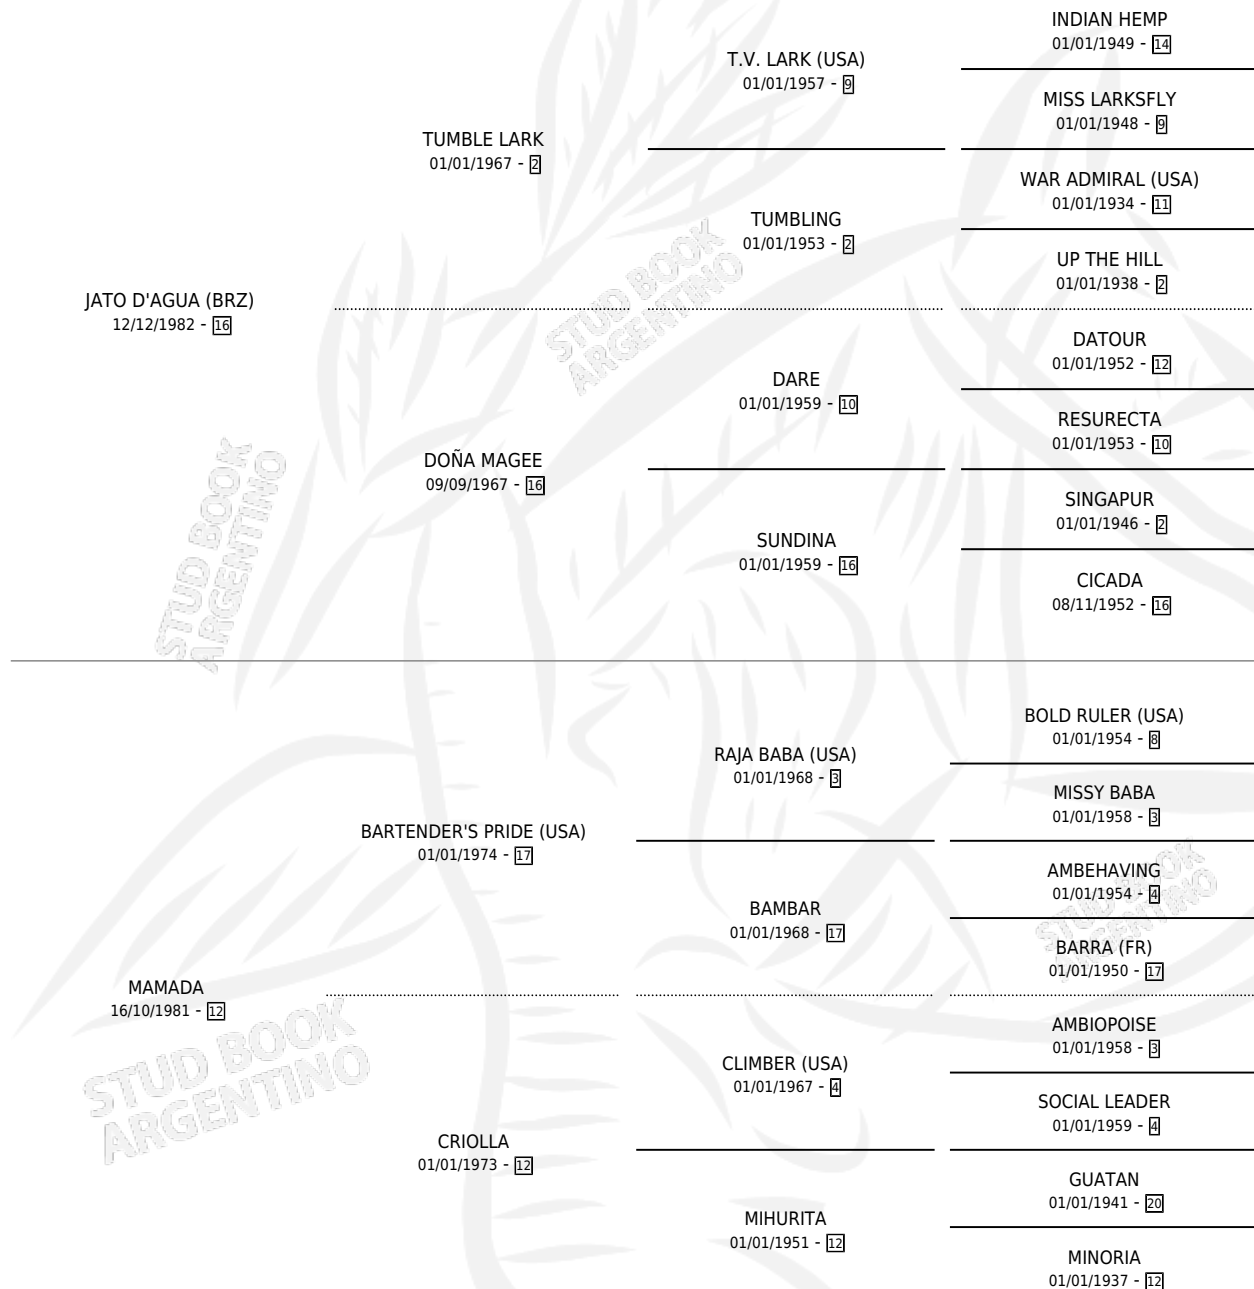 INDIAN HEMP
01/01/1949 - 14
T.V. LARK (USA)
01/01/1957 - 9
MISS LARKSFLY
01/01/1948 - 9
TUMBLE LARK
01/01/1967 - 2
WAR ADMIRAL (USA)
01/01/1934 - 11
TUMBLING
01/01/1953 - 2
UP THE HILL
01/01/1938 - 2
JATO D'AGUA (BRZ)
12/12/1982 - 16
DATOUR
01/01/1952 - 12
DARE
01/01/1959 - 10
RESURECTA
01/01/1953 - 10
DOÑA MAGEE
09/09/1967 - 16
SINGAPUR
01/01/1946 - 2
SUNDINA
01/01/1959 - 16
CICADA
08/11/1952 - 16
STUD BOOK
ARGENTINO
STUD BOOK
ARGENTINO
BOLD RULER (USA)
01/01/1954 - 8
RAJA BABA (USA)
01/01/1968 - 3
MISSY BABA
01/01/1958 - 3
BARTENDER'S PRIDE (USA)
01/01/1974 - 17
AMBEHAVING
01/01/1954 - 4
BAMBAR
01/01/1968 - 17
BARRA (FR)
01/01/1950 - 17
STUD BOOK
ARGENTINO
MAMADA
16/10/1981 - 12
AMBIOPOISE
01/01/1958 - 3
CLIMBER (USA)
01/01/1967 - 4
SOCIAL LEADER
01/01/1959 - 4
STUD BOOK
ARGENTINO
CRIOLLA
01/01/1973 - 12
GUATAN
01/01/1941 - 20
MIHURITA
01/01/1951 - 12
MINORIA
01/01/1937 - 12